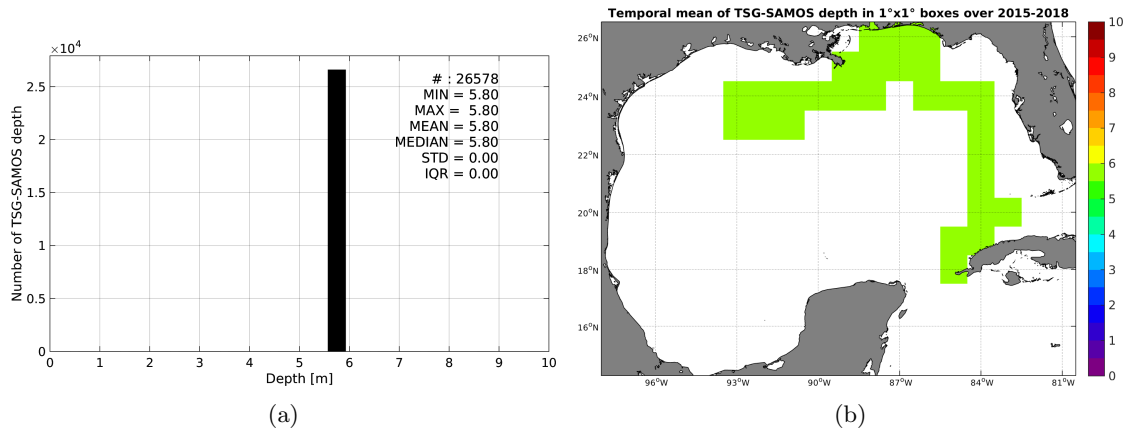 ×10⁴
2.5
2
1.5
1
0.5
0
Number of TSG-SAMOS depth
# : 26578
MIN = 5.80
MAX = 5.80
MEAN = 5.80
MEDIAN = 5.80
STD = 0.00
IQR = 0.00
0 1 2 3 4 5 6 7 8 9 10
Depth [m]
(a)
Temporal mean of TSG-SAMOS depth in 1°x1° boxes over 2015-2018
26°N
24°N
22°N
20°N
18°N
16°N
96°W 93°W 90°W 87°W 84°W 81°W
10
9
8
7
6
5
4
3
2
1
0
(b)